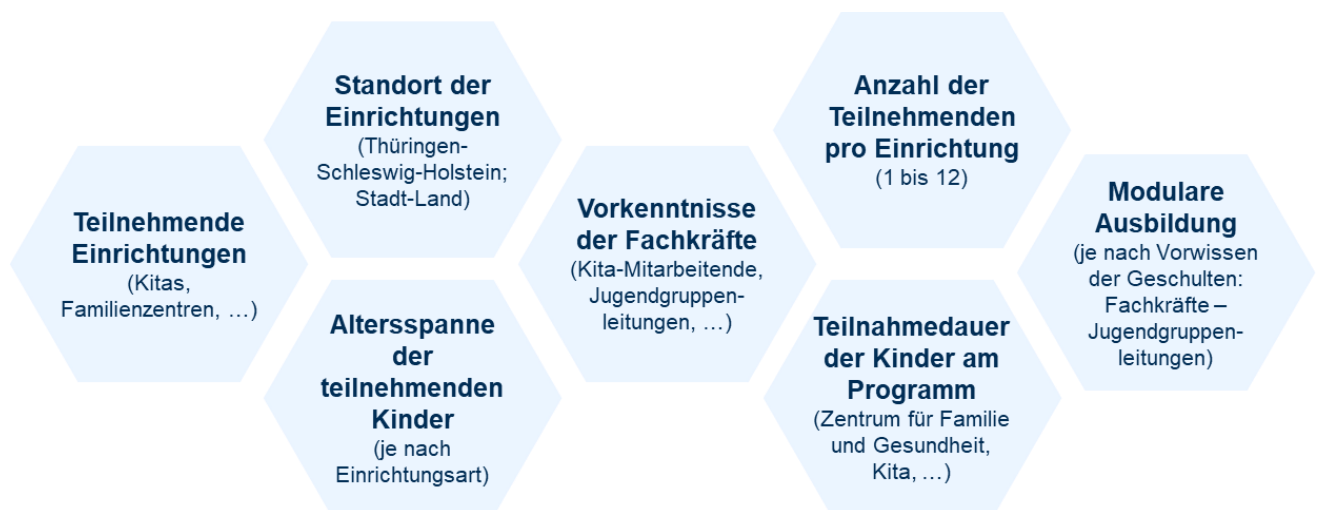 Teilnehmende
Einrichtungen
(Kitas,
Familienzentren, …)
Standort der
Einrichtungen
(Thüringen-
Schleswig-Holstein;
Stadt-Land)
Altersspanne
der
teilnehmenden
Kinder
(je nach
Einrichtungsart)
Vorkenntnisse
der Fachkräfte
(Kita-Mitarbeitende,
Jugendgruppen-
leitungen, …)
Anzahl der
Teilnehmenden
pro Einrichtung
(1 bis 12)
Teilnahmedauer
der Kinder am
Programm
(Zentrum für Familie
und Gesundheit,
Kita, …)
Modulare
Ausbildung
(je nach Vorwissen
der Geschulten:
Fachkräfte –
Jugendgruppen-
leitungen)